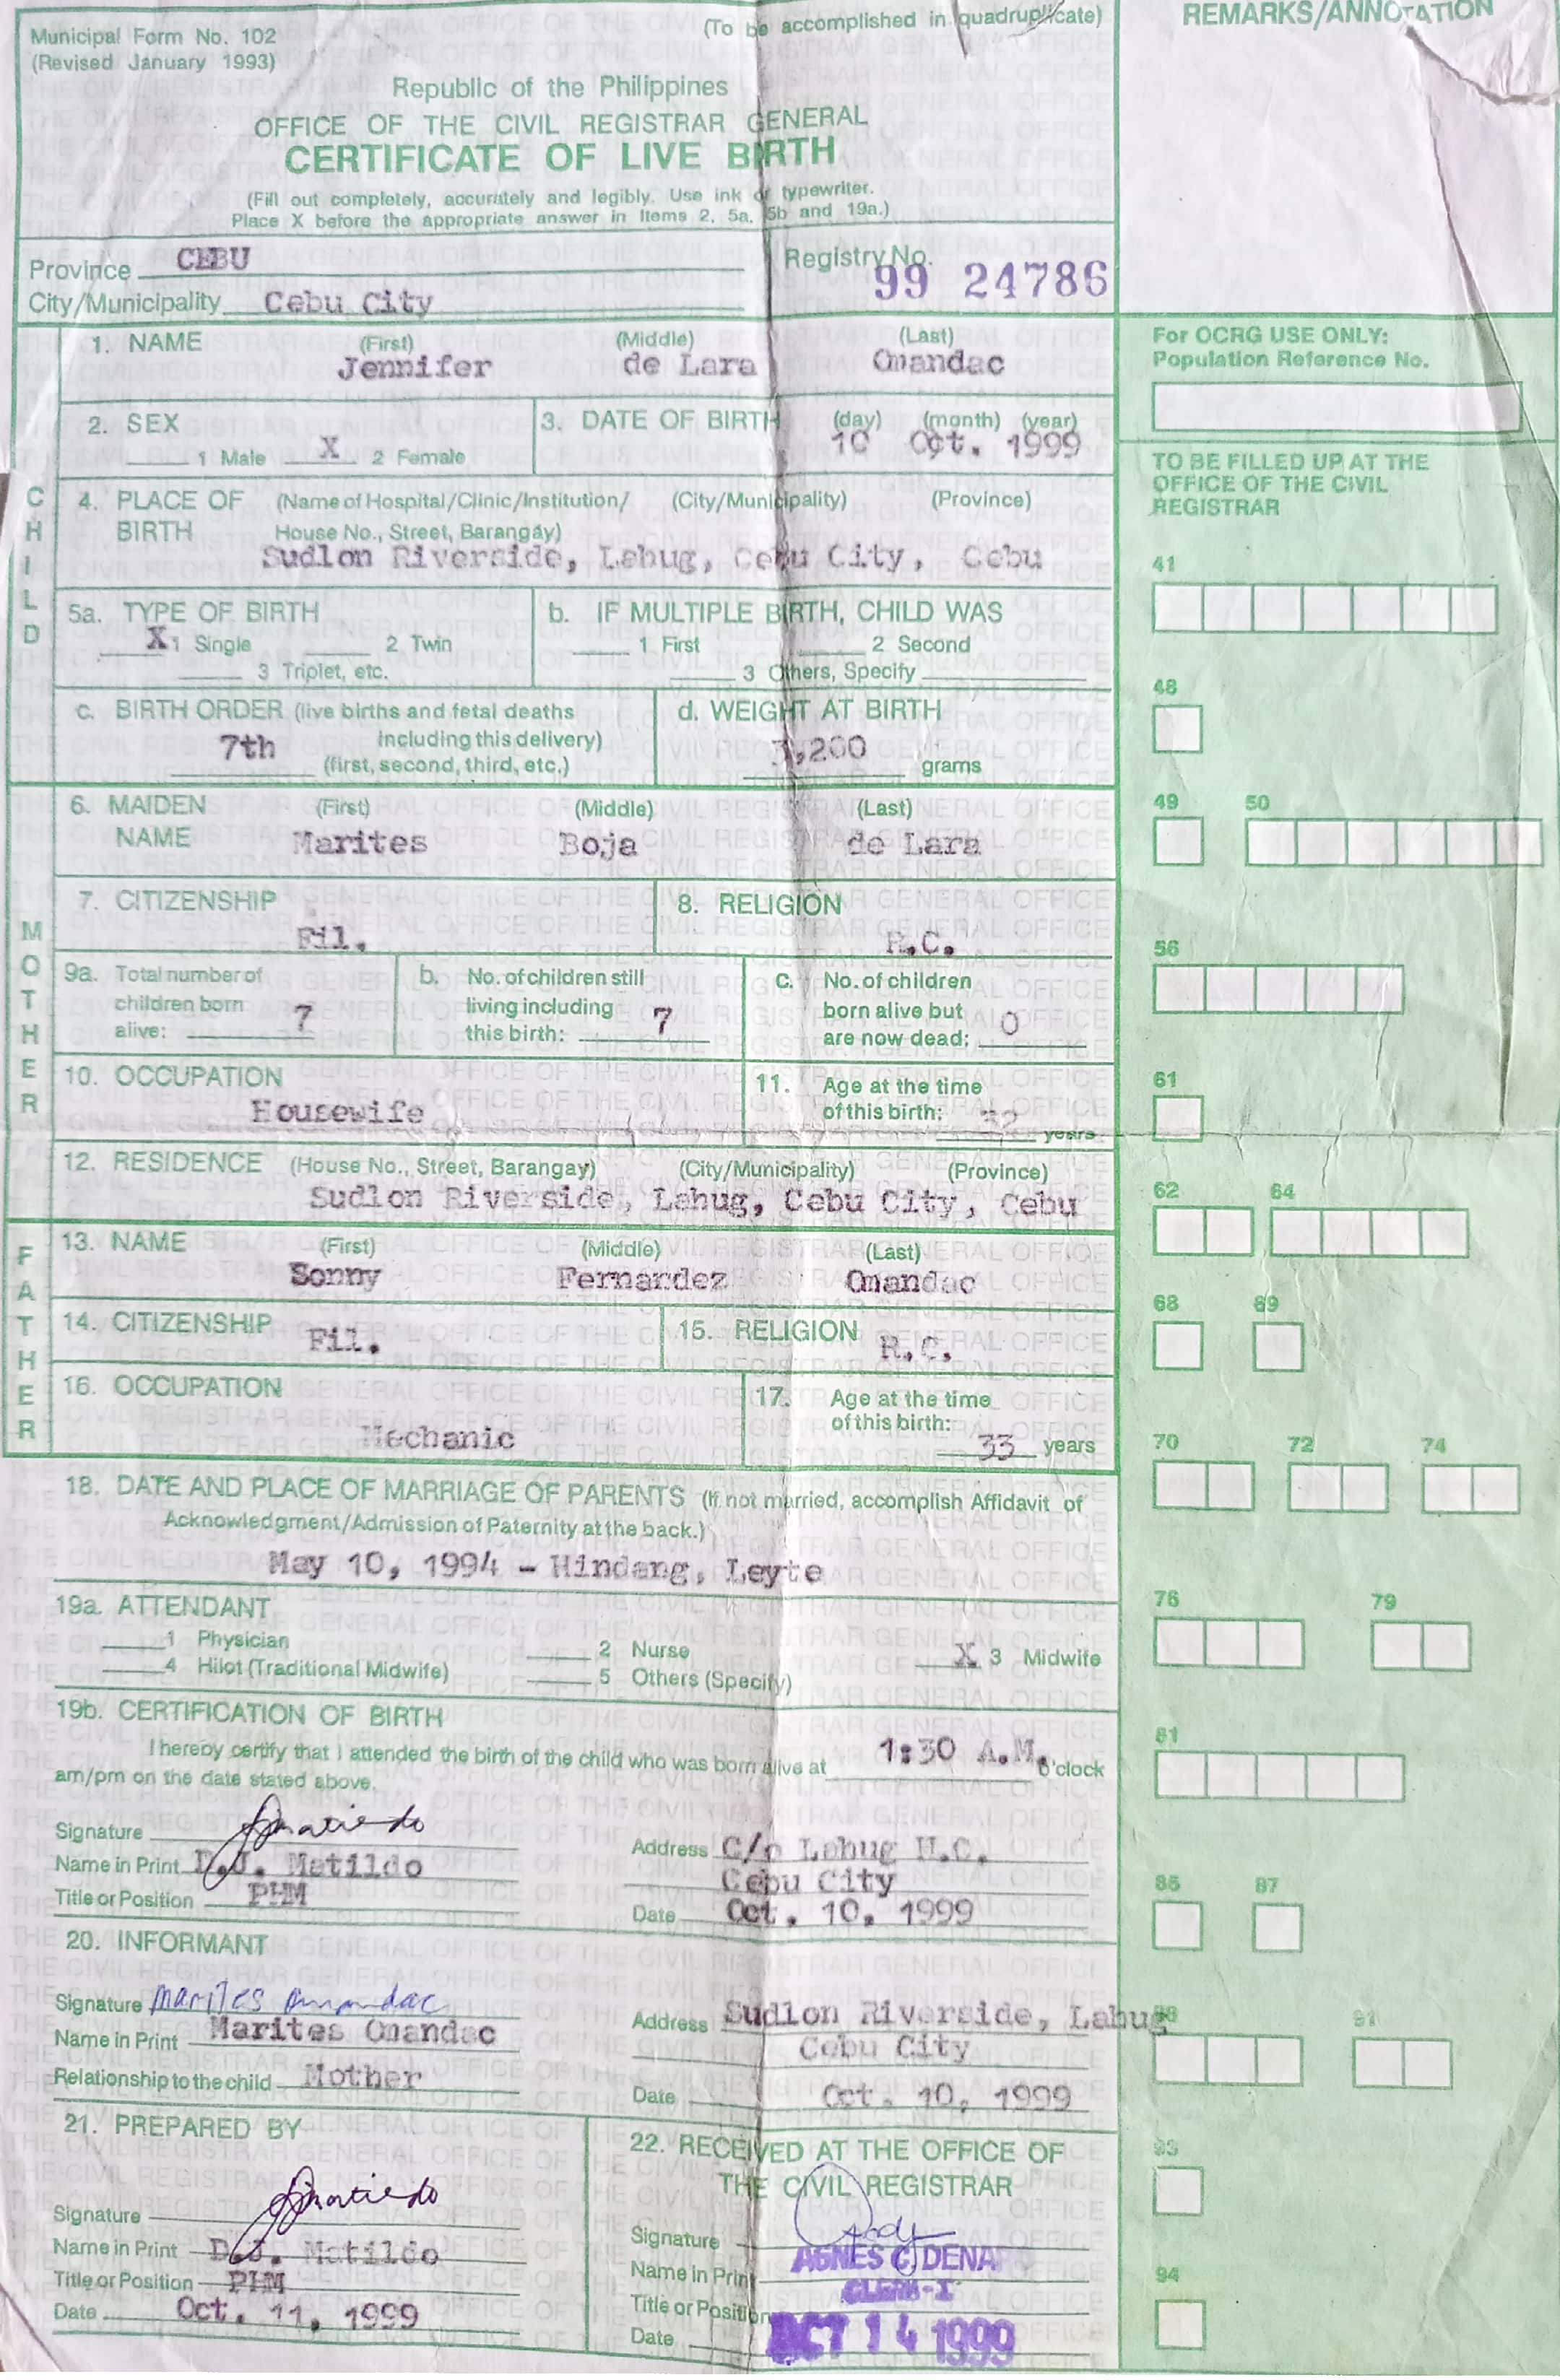 Municipal Form No. 102
(Revised January 1993)
(To be accomplished in quadruplicate)
REMARKS/ANNOTATION
Republic of the Philippines
OFFICE OF THE CIVIL REGISTRAR GENERAL
CERTIFICATE OF LIVE BIRTH
(Fill out completely, accurately and legibly. Use ink or typewriter.
Place X before the appropriate answer in Items 2, 5a, 5b and 19a.)
Province CEBU
City/Municipality Cebu City
Registry No. 99 24786
For OCRG USE ONLY:
Population Reference No.
TO BE FILLED UP AT THE
OFFICE OF THE CIVIL
REGISTRAR
CHILD
1. NAME (First) (Middle) (Last)
Jennifer de Lara Omandac
2. SEX
1 Male X 2 Female
3. DATE OF BIRTH (day) (month) (year)
10 Oct. 1999
4. PLACE OF BIRTH (Name of Hospital/Clinic/Institution/ (City/Municipality) (Province)
House No., Street, Barangay)
Sudlon Riverside, Lahug, Cebu City, Cebu
5a. TYPE OF BIRTH
X 1 Single 2 Twin
3 Triplet, etc.
b. IF MULTIPLE BIRTH, CHILD WAS
1 First 2 Second
3 Others, Specify
c. BIRTH ORDER (live births and fetal deaths
7th including this delivery)
(first, second, third, etc.)
d. WEIGHT AT BIRTH
3,200 grams
MOTHER
6. MAIDEN NAME (First) (Middle) (Last)
Marites Boja de Lara
7. CITIZENSHIP
Fil.
8. RELIGION
R.C.
9a. Total number of
children born
alive: 7
b. No. of children still
living including
this birth: 7
c. No. of children
born alive but
are now dead: 0
10. OCCUPATION
Housewife
11. Age at the time
of this birth: 32 years
12. RESIDENCE (House No., Street, Barangay) (City/Municipality) (Province)
Sudlon Riverside, Lahug, Cebu City, Cebu
FATHER
13. NAME (First) (Middle) (Last)
Sonny Fernandez Omandac
14. CITIZENSHIP Fil.
15. RELIGION R.C.
16. OCCUPATION
Mechanic
17. Age at the time
of this birth:
33 years
18. DATE AND PLACE OF MARRIAGE OF PARENTS (If not married, accomplish Affidavit of
Acknowledgment/Admission of Paternity at the back.)
May 10, 1994 - Hindang, Leyte
19a. ATTENDANT
1 Physician 2 Nurse X 3 Midwife
4 Hilot (Traditional Midwife) 5 Others (Specify)
19b. CERTIFICATION OF BIRTH
I hereby certify that I attended the birth of the child who was born alive at 1:30 A.M. o'clock
am/pm on the date stated above.
Signature
Name in Print D.J. Matildo
Title or Position PHM
Address C/o Lahug H.C.
Cebu City
Date Oct. 10, 1999
20. INFORMANT
Signature Marites Omandac
Name in Print Marites Omandac
Relationship to the child Mother
Address Sudlon Riverside, Lahug
Cebu City
Date Oct. 10, 1999
21. PREPARED BY
Signature
Name in Print D.J. Matildo
Title or Position PHM
Date Oct. 11, 1999
22. RECEIVED AT THE OFFICE OF
THE CIVIL REGISTRAR
Signature
Name in Print AGNES C. DENA
Title or Position CLERK-I
Date OCT 14 1999
41
48
49 50
56
61
62 64
68 69
70 72 74
76 79
81
85 87
88 91
93
94